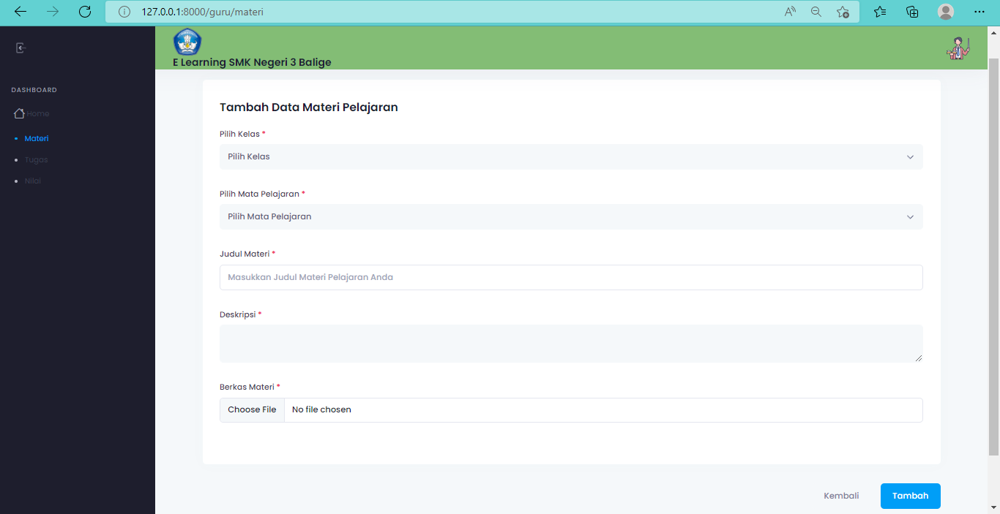 127.0.0.1:8000/guru/materi
E Learning SMK Negeri 3 Balige
DASHBOARD
Home
Materi
Tugas
Nilai
Tambah Data Materi Pelajaran
Pilih Kelas *
Pilih Kelas
Pilih Mata Pelajaran *
Pilih Mata Pelajaran
Judul Materi *
Masukkan Judul Materi Pelajaran Anda
Deskripsi *
Berkas Materi *
Choose File No file chosen
Kembali Tambah